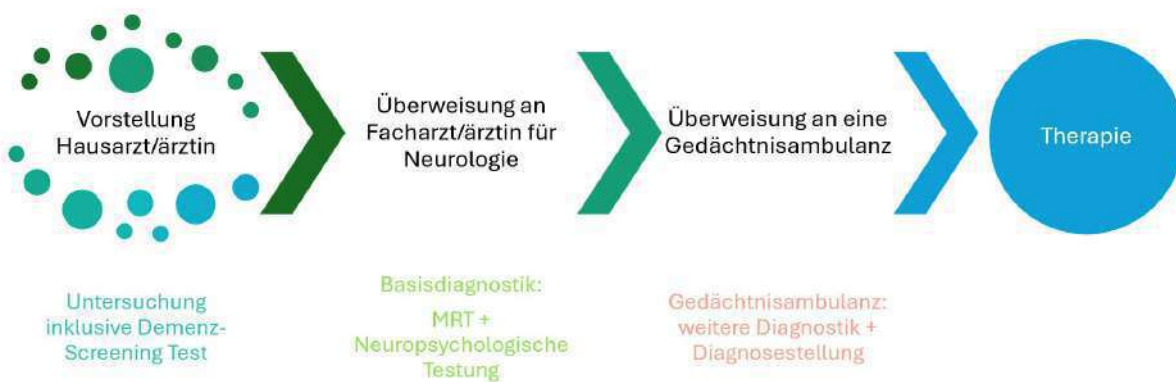 Vorstellung
Hausarzt/ärztin
Überweisung an
Facharzt/ärztin für
Neurologie
Überweisung an eine
Gedächtnisambulanz
Therapie
Untersuchung
inklusive Demenz-
Screening Test
Basisdiagnostik:
MRT +
Neuropsychologische
Testung
Gedächtnisambulanz:
weitere Diagnostik +
Diagnosestellung